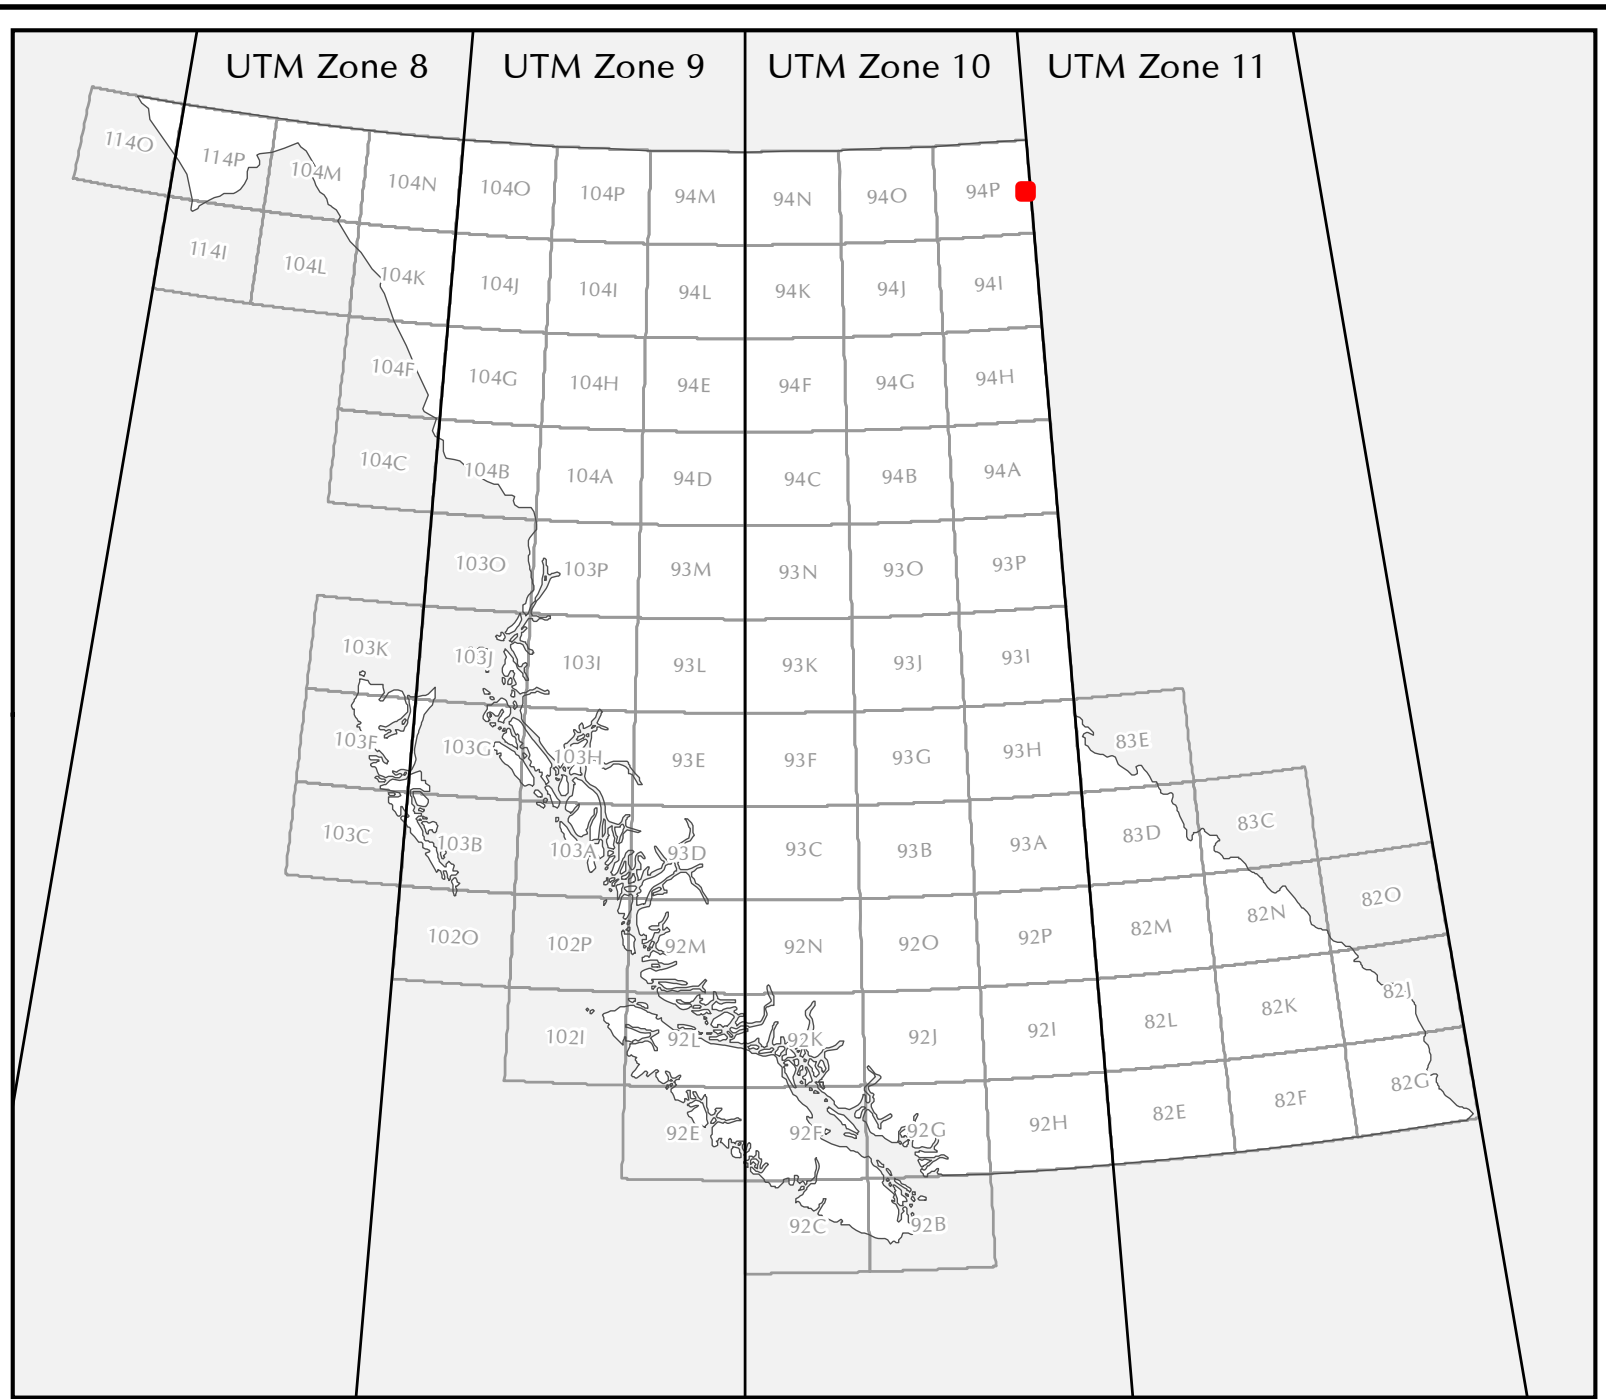 UTM Zone 8 UTM Zone 9 UTM Zone 10 UTM Zone 11
114O 114P 104M 104N 104O 104P 94M 94N 94O 94P
114I 104L 104K 104J 104I 94L 94K 94J 94I
104F 104G 104H 94E 94F 94G 94H
104C 104B 104A 94D 94C 94B 94A
103O 103P 93M 93N 93O 93P
103K 103J 103I 93L 93K 93J 93I
103F 103G 103H 93E 93F 93G 93H 83E
103C 103B 103A 93D 93C 93B 93A 83D 83C
102O 102P 92M 92N 92O 92P 82M 82N 82O
102I 92L 92K 92J 92I 82L 82K 82J
92E 92F 92G 92H 82E 82F 82G
92C 92B